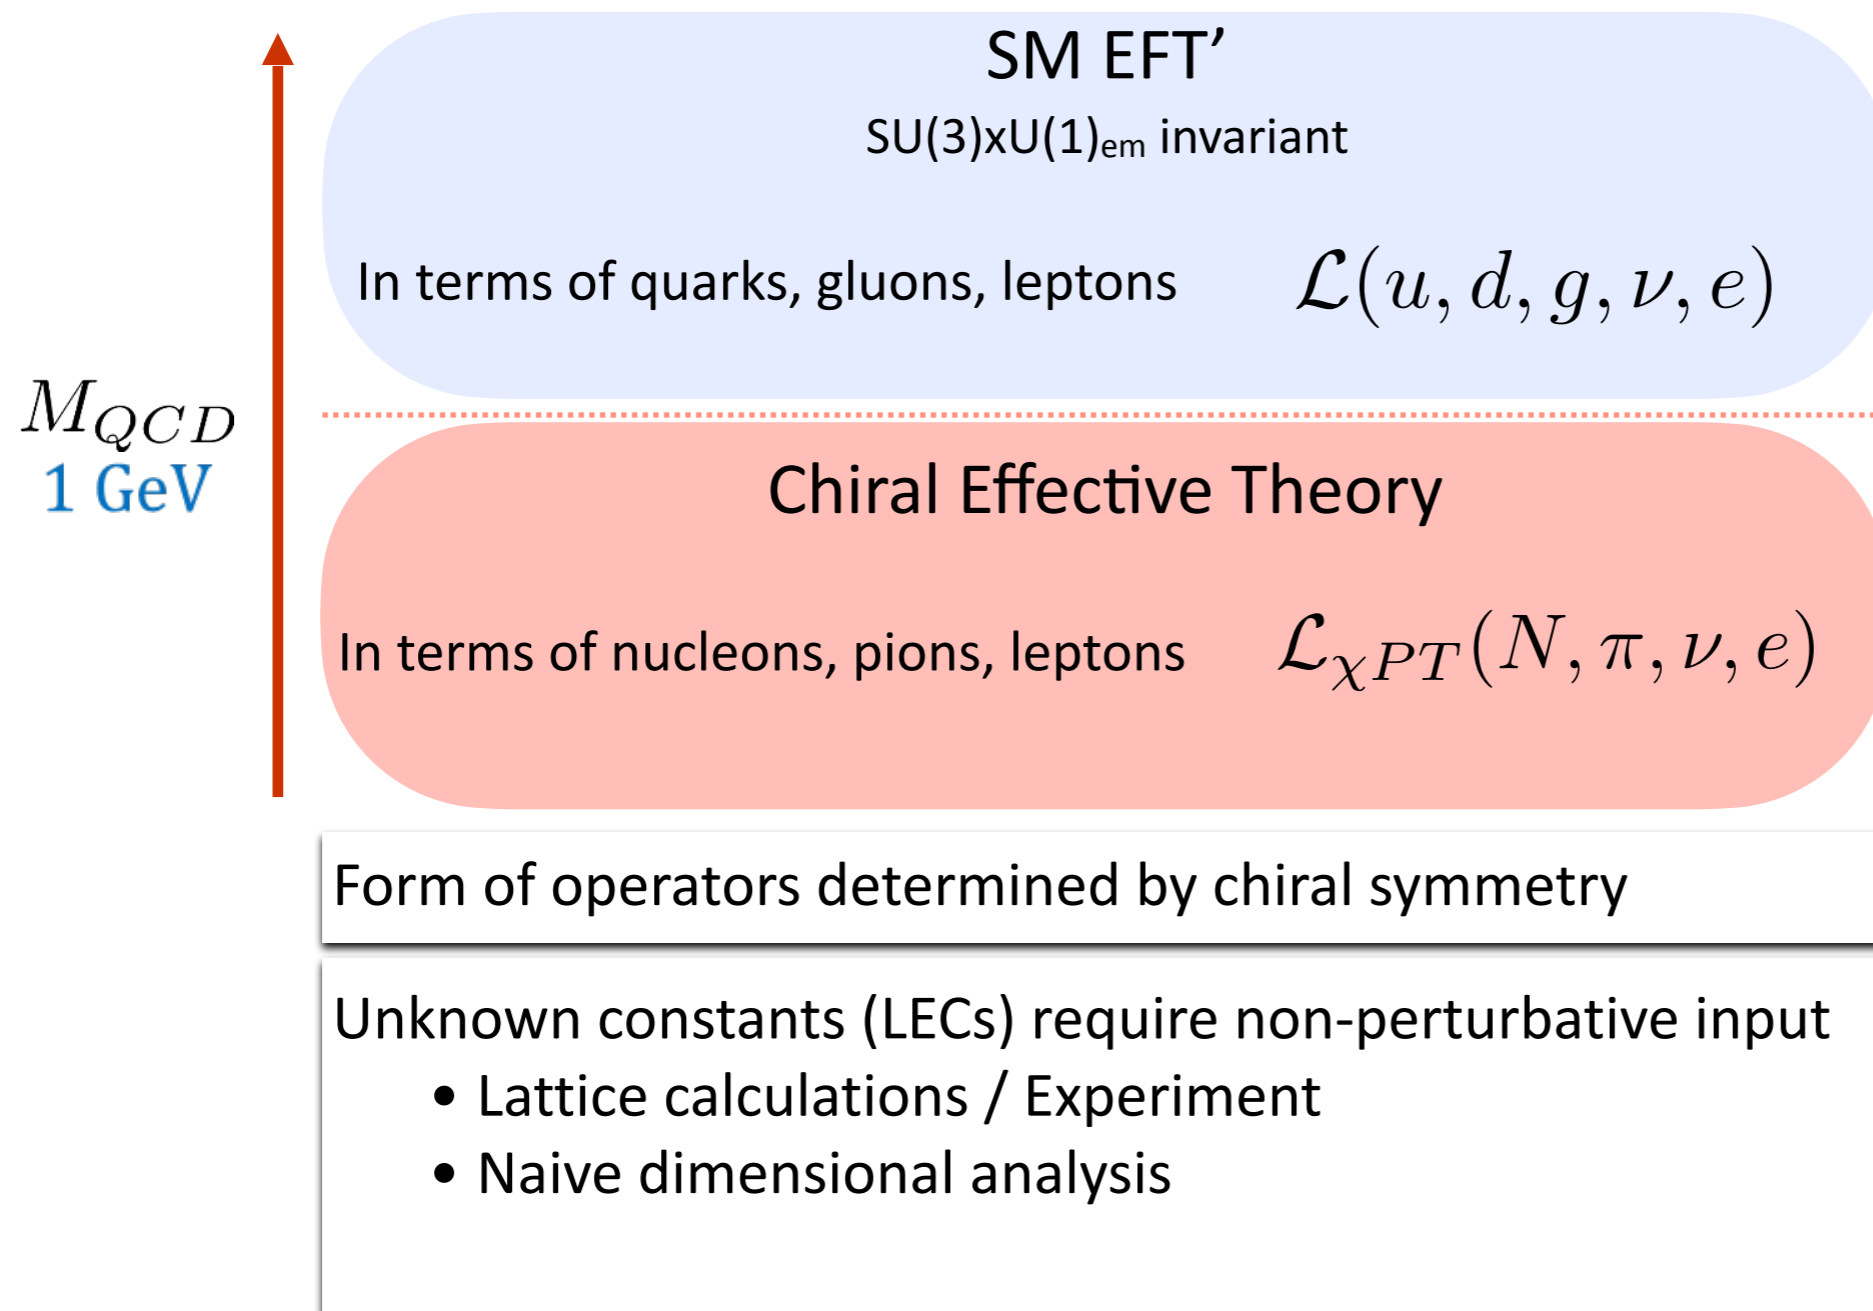 SM EFT’
SU(3)xU(1)em invariant
In terms of quarks, gluons, leptons ℒ(u, d, g, ν, e)
M_QCD
1 GeV
Chiral Effective Theory
In terms of nucleons, pions, leptons ℒ_χPT(N, π, ν, e)
Form of operators determined by chiral symmetry
Unknown constants (LECs) require non-perturbative input
• Lattice calculations / Experiment
• Naive dimensional analysis